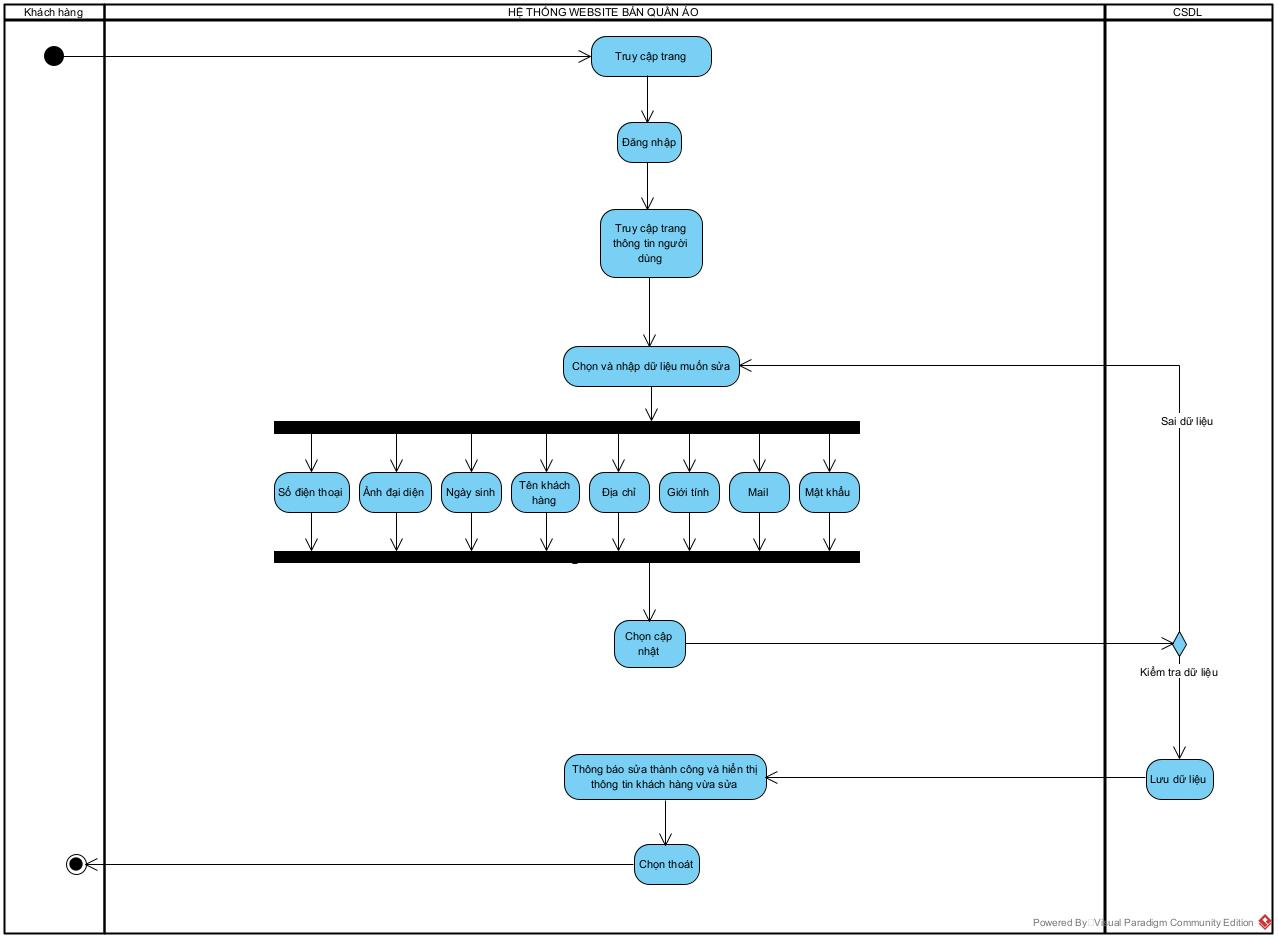 Khách hàng
HỆ THỐNG WEBSITE BÁN QUẦN ÁO
CSDL
Truy cập trang
Đăng nhập
Truy cập trang
thông tin người
dùng
Chọn và nhập dữ liệu muốn sửa
Sai dữ liệu
Số điện thoại
Ảnh đại diện
Ngày sinh
Tên khách
hàng
Địa chỉ
Giới tính
Mail
Mật khẩu
Chọn cập
nhật
Kiểm tra dữ liệu
Thông báo sửa thành công và hiển thị
thông tin khách hàng vừa sửa
Lưu dữ liệu
Chọn thoát
Powered By Visual Paradigm Community Edition